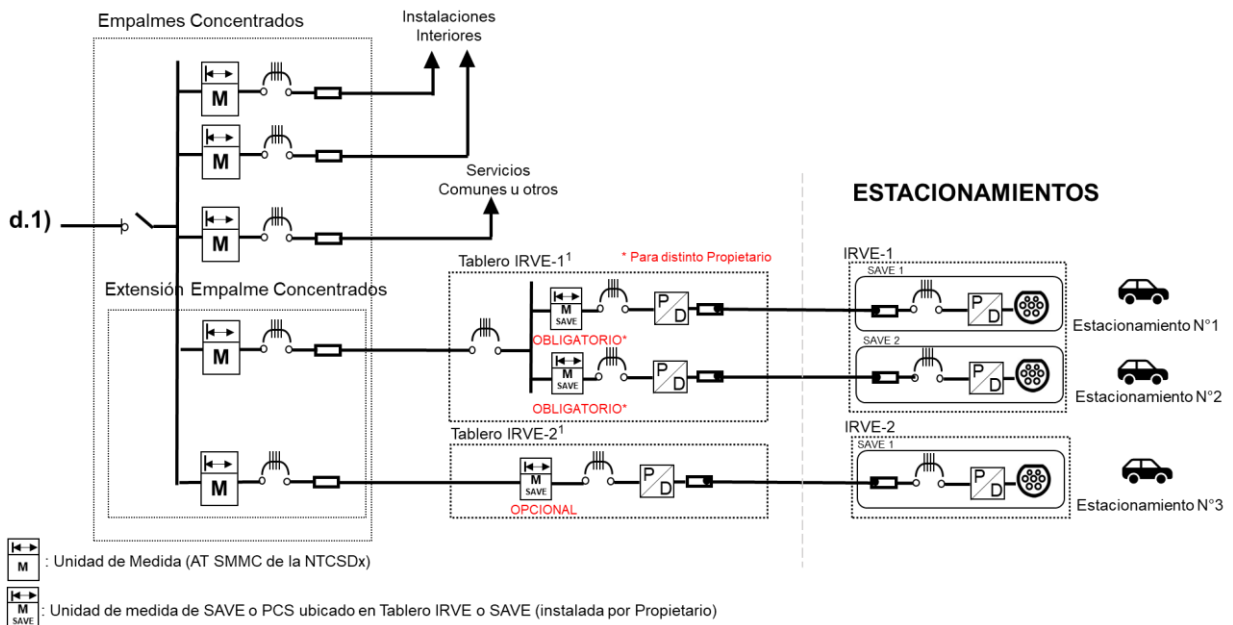 Empalmes Concentrados
Instalaciones
Interiores
M
M
Servicios
Comunes u otros
d.1)
M
ESTACIONAMIENTOS
Extensión Empalme Concentrados
M
Tablero IRVE-1¹
* Para distinto Propietario
M
SAVE
P
D
OBLIGATORIO*
M
SAVE
P
D
OBLIGATORIO*
IRVE-1
SAVE 1
P
D
Estacionamiento N°1
SAVE 2
P
D
Estacionamiento N°2
M
Tablero IRVE-2¹
M
SAVE
P
D
OPCIONAL
IRVE-2
SAVE 1
P
D
Estacionamiento N°3
M
: Unidad de Medida (AT SMMC de la NTCSDx)
M
SAVE
: Unidad de medida de SAVE o PCS ubicado en Tablero IRVE o SAVE (instalada por Propietario)